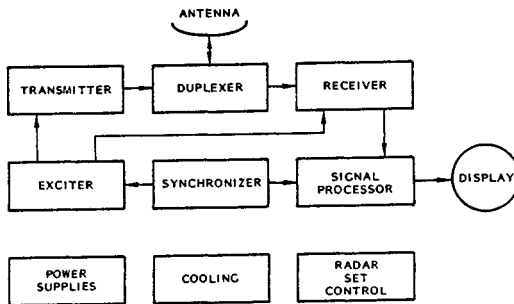 ANTENNA
TRANSMITTER
DUPLEXER
RECEIVER
EXCITER
SYNCHRONIZER
SIGNAL
PROCESSOR
DISPLAY
POWER
SUPPLIES
COOLING
RADAR
SET
CONTROL